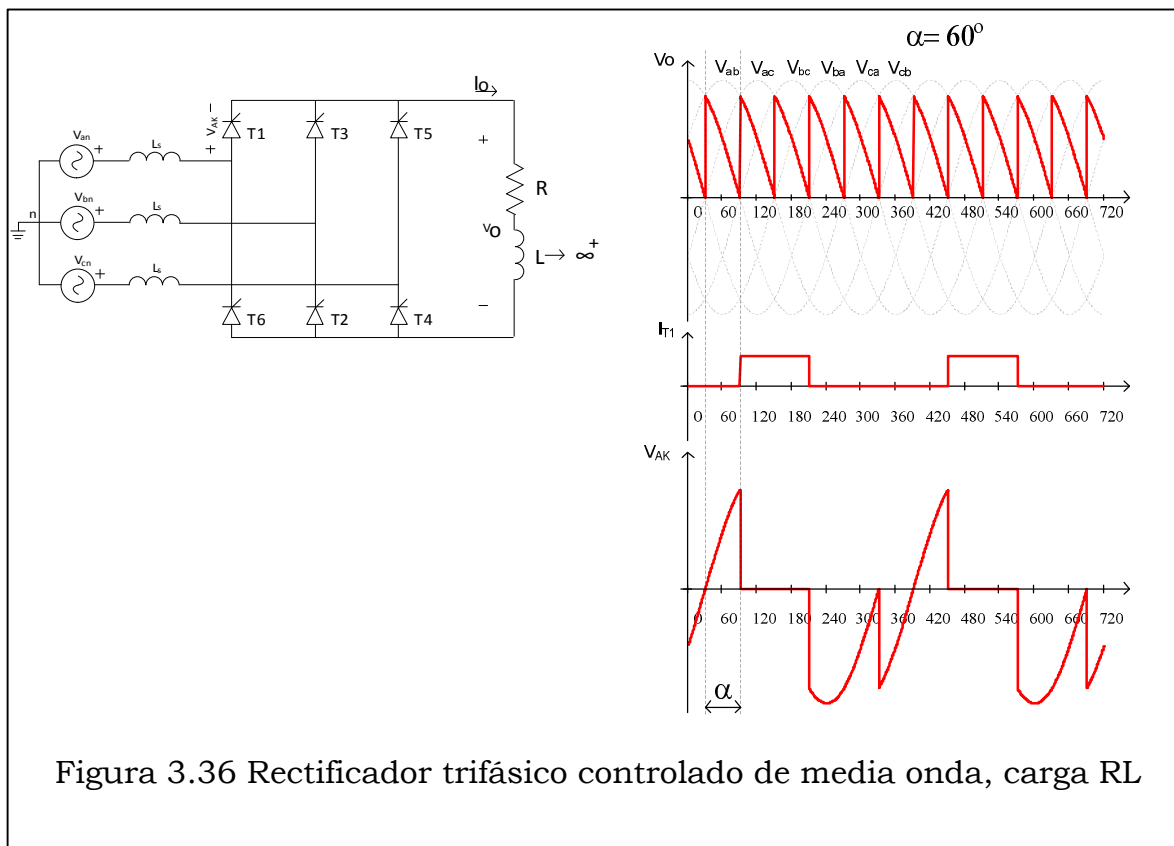 α= 60°
Vo
Vab Vac Vbc Vba Vca Vcb
0 60 120 180 240 300 360 420 480 540 600 660 720
IT1
0 60 120 180 240 300 360 420 480 540 600 660 720
VAK
0 60 120 180 240 300 360 420 480 540 600 660 720
α
Io
− VAK +
T1 T3 T5
Van + Ls
n Vbn + Ls
Vcn + Ls
+
R
vo
L → ∞ +
−
T6 T2 T4
Figura 3.36 Rectificador trifásico controlado de media onda, carga RL